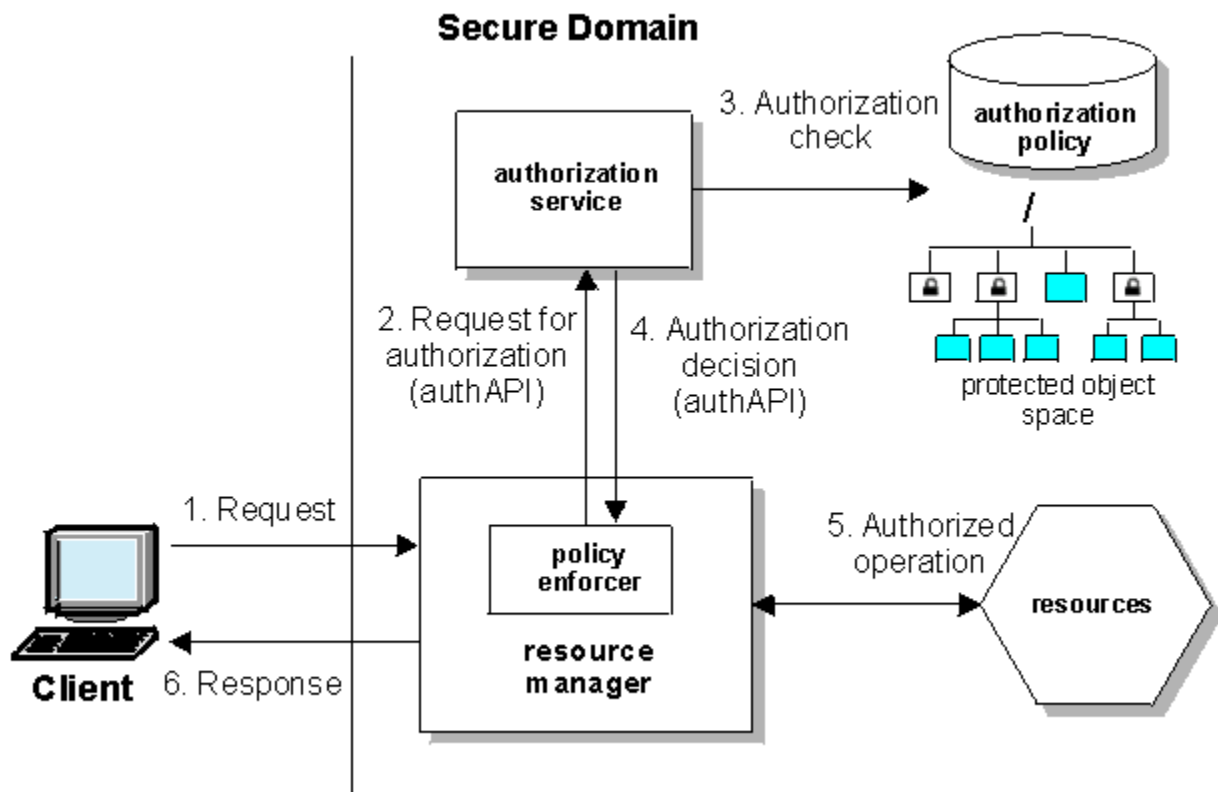 Secure Domain
authorization
policy
3. Authorization
check
authorization
service
/
2. Request for
authorization
(authAPI)
4. Authorization
decision
(authAPI)
protected object
space
1. Request
policy
enforcer
5. Authorized
operation
resources
resource
manager
Client
6. Response